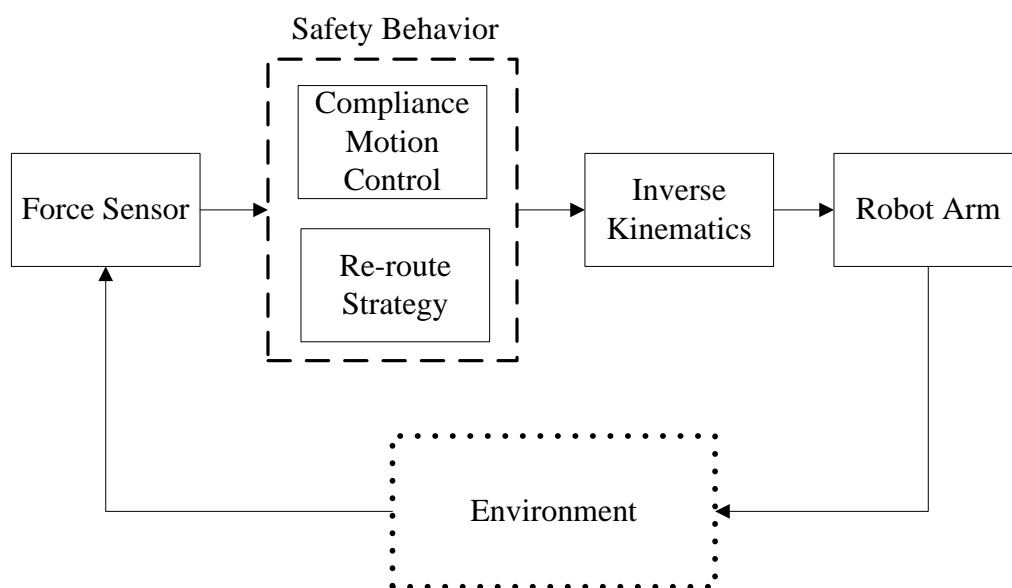 Safety Behavior
Compliance
Motion
Control
Force Sensor
Re-route
Strategy
Inverse
Kinematics
Robot Arm
Environment